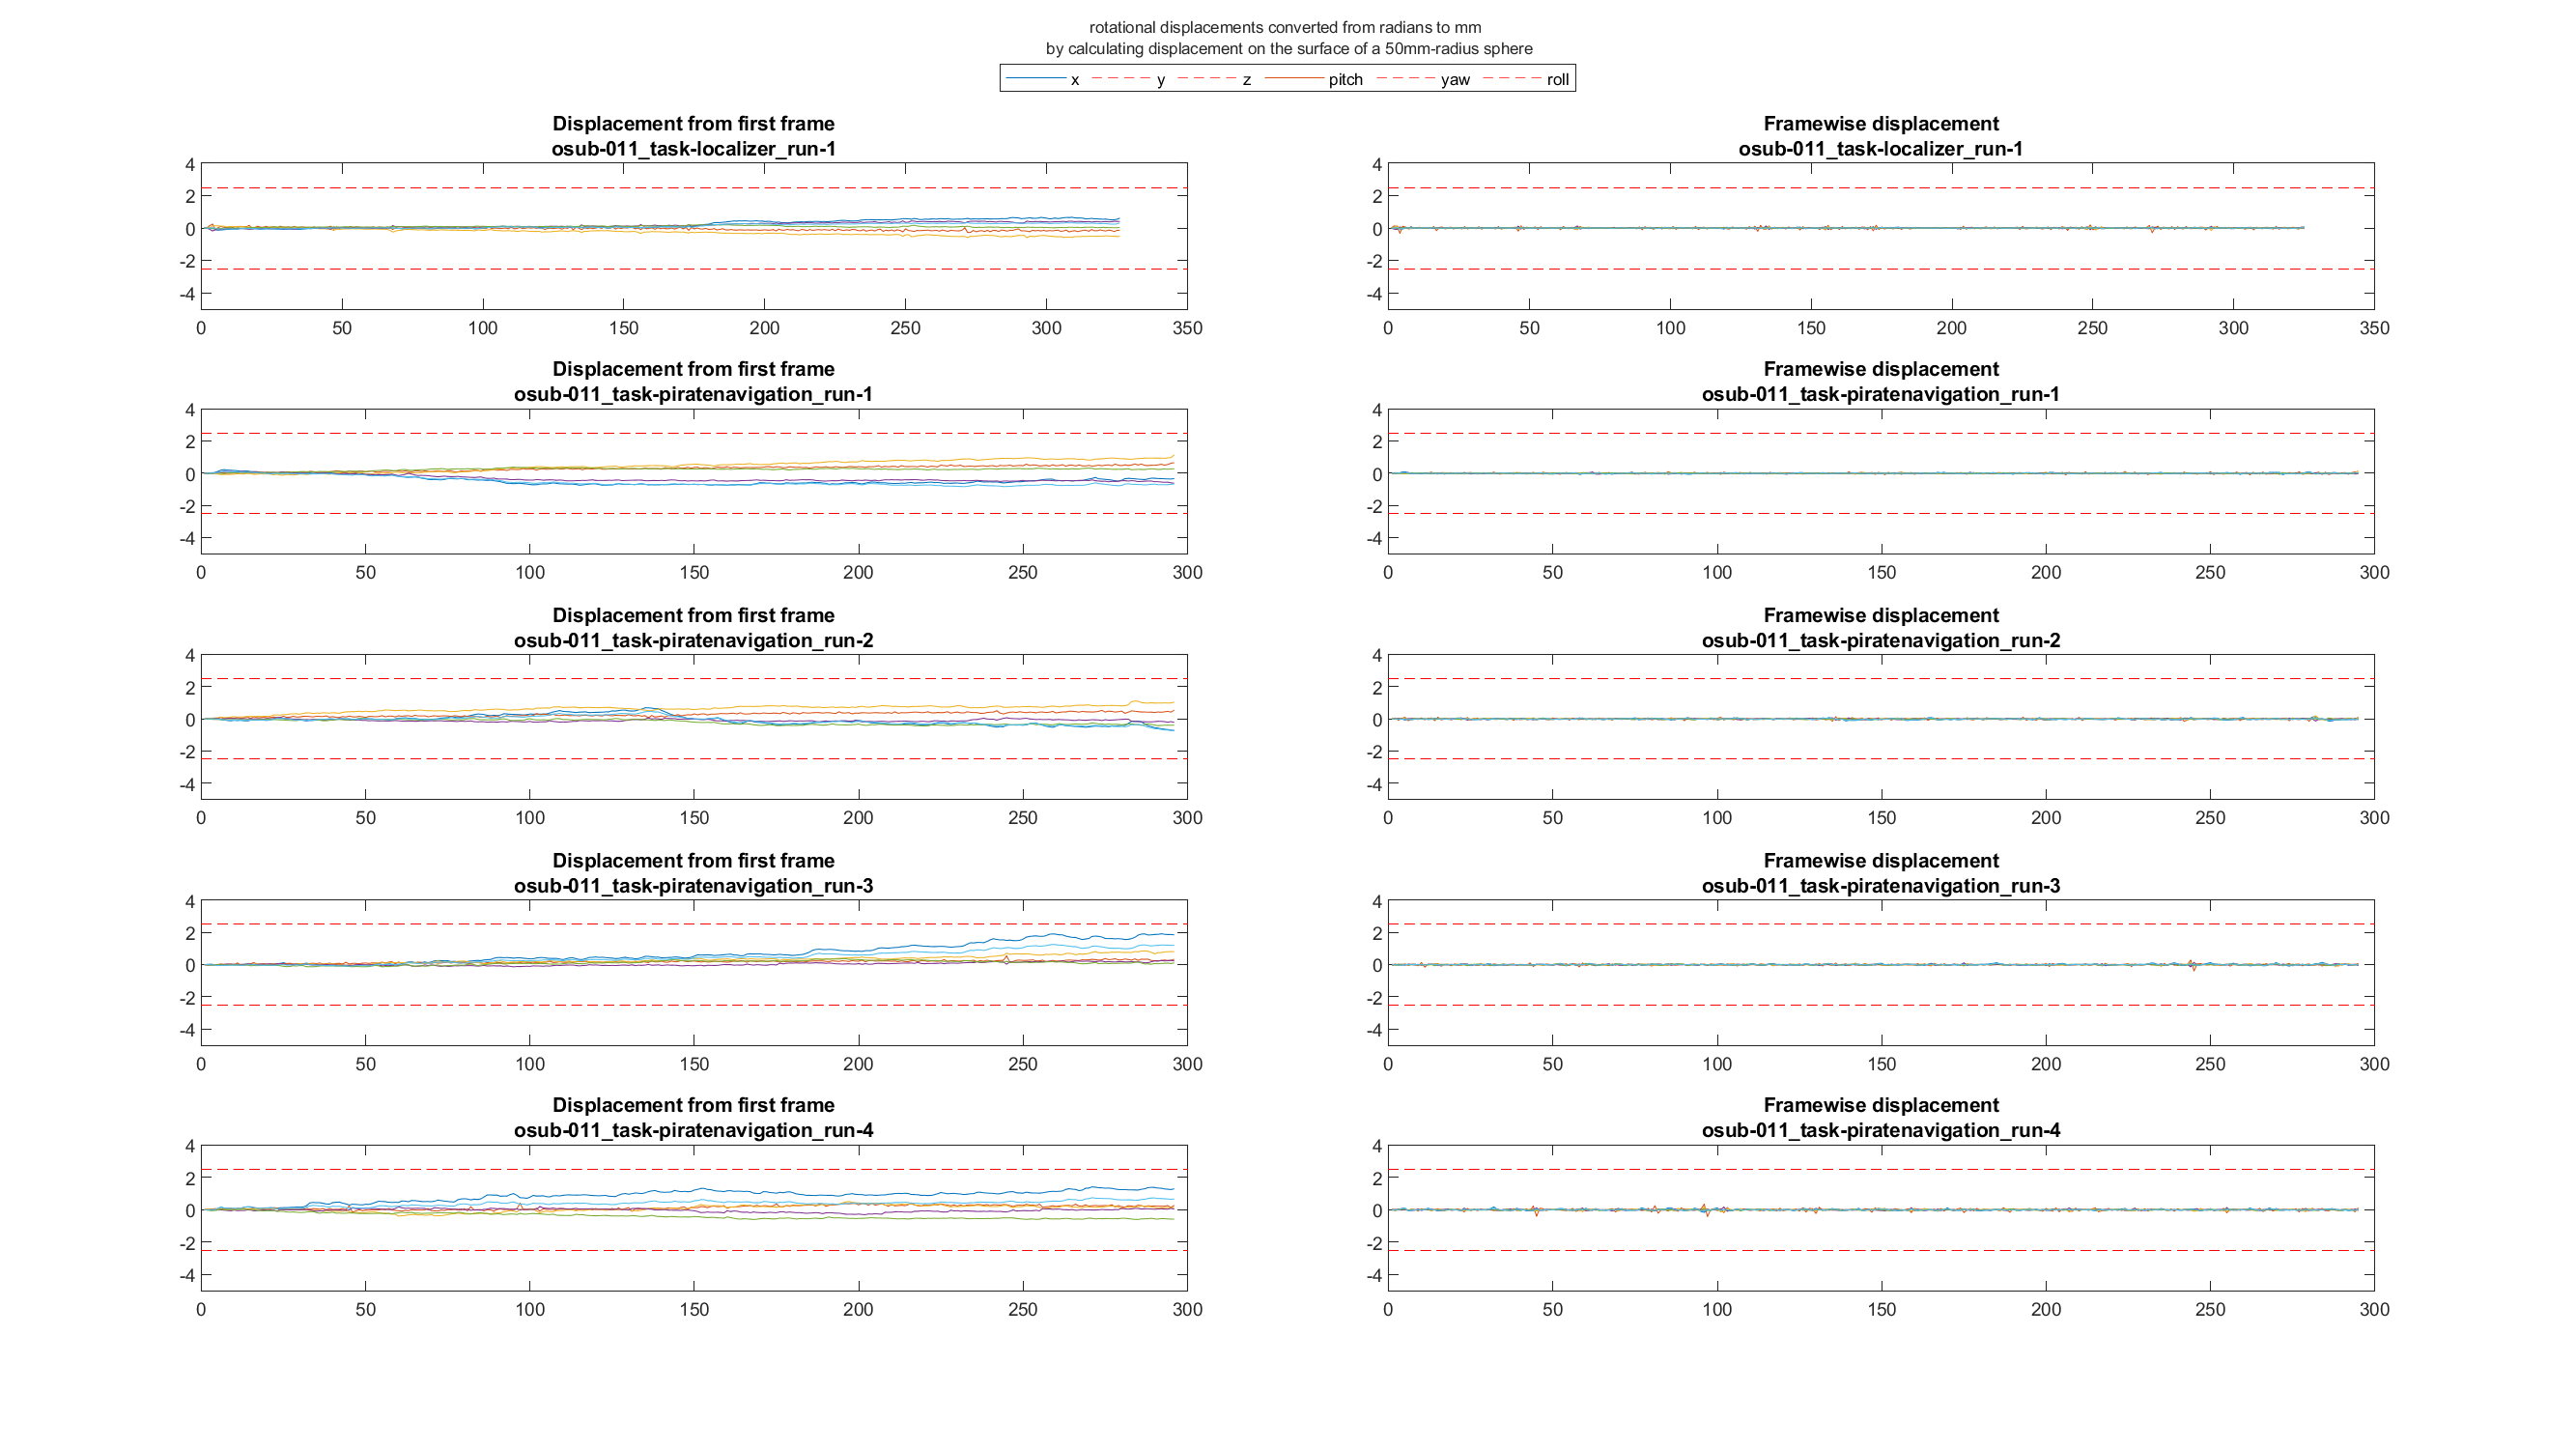 rotational displacements converted from radians to mm
by calculating displacement on the surface of a 50mm-radius sphere
x y z pitch yaw roll
Displacement from first frame
osub-011_task-localizer_run-1
4
2
0
-2
-4
0 50 100 150 200 250 300 350
Framewise displacement
osub-011_task-localizer_run-1
4
2
0
-2
-4
0 50 100 150 200 250 300 350
Displacement from first frame
osub-011_task-piratenavigation_run-1
4
2
0
-2
-4
0 50 100 150 200 250 300
Framewise displacement
osub-011_task-piratenavigation_run-1
4
2
0
-2
-4
0 50 100 150 200 250 300
Displacement from first frame
osub-011_task-piratenavigation_run-2
4
2
0
-2
-4
0 50 100 150 200 250 300
Framewise displacement
osub-011_task-piratenavigation_run-2
4
2
0
-2
-4
0 50 100 150 200 250 300
Displacement from first frame
osub-011_task-piratenavigation_run-3
4
2
0
-2
-4
0 50 100 150 200 250 300
Framewise displacement
osub-011_task-piratenavigation_run-3
4
2
0
-2
-4
0 50 100 150 200 250 300
Displacement from first frame
osub-011_task-piratenavigation_run-4
4
2
0
-2
-4
0 50 100 150 200 250 300
Framewise displacement
osub-011_task-piratenavigation_run-4
4
2
0
-2
-4
0 50 100 150 200 250 300